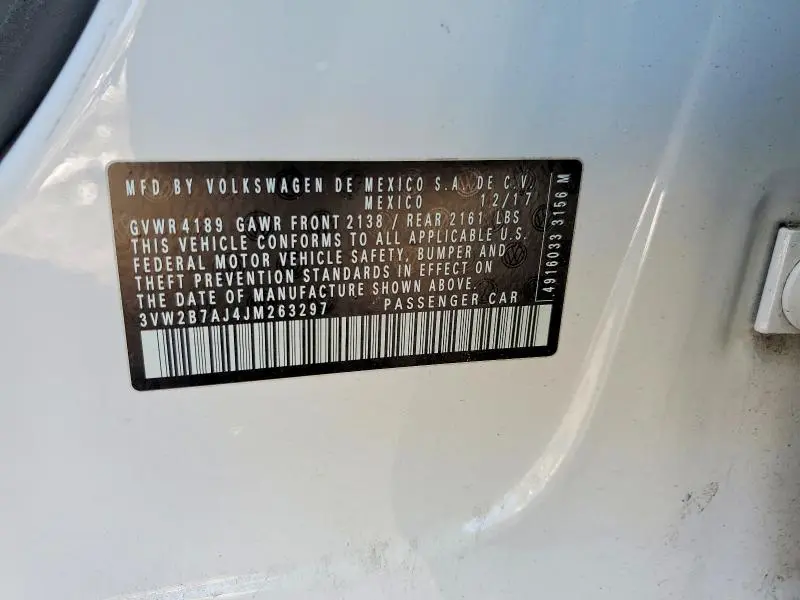 MFD BY VOLKSWAGEN DE MEXICO S.A. DE C.V.
MEXICO 12/17
GVWR 4189 GAWR FRONT 2138 / REAR 2161 LBS
THIS VEHICLE CONFORMS TO ALL APPLICABLE U.S.
FEDERAL MOTOR VEHICLE SAFETY, BUMPER AND
THEFT PREVENTION STANDARDS IN EFFECT ON
THE DATE OF MANUFACTURE SHOWN ABOVE.
3VW2B7AJ4JM263297 PASSENGER CAR
4916033 3156 M